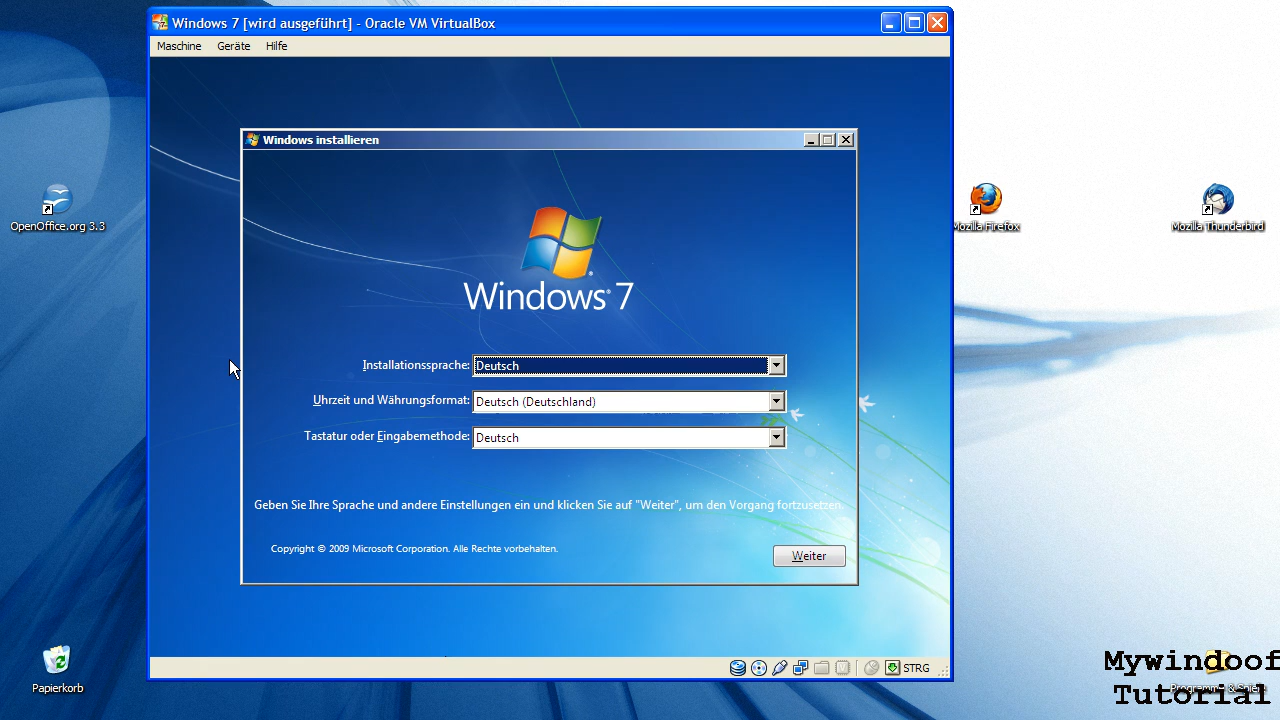 Windows 7 [wird ausgeführt] - Oracle VM VirtualBox
Maschine Geräte Hilfe
Windows installieren
OpenOffice.org 3.3
Mozilla Firefox
Mozilla Thunderbird
Windows® 7
Installationssprache: Deutsch
Uhrzeit und Währungsformat: Deutsch (Deutschland)
Tastatur oder Eingabemethode: Deutsch
Geben Sie Ihre Sprache und andere Einstellungen ein und klicken Sie auf "Weiter", um den Vorgang fortzusetzen.
Copyright © 2009 Microsoft Corporation. Alle Rechte vorbehalten.
Weiter
STRG
Papierkorb
Mywindoof
Tutorial